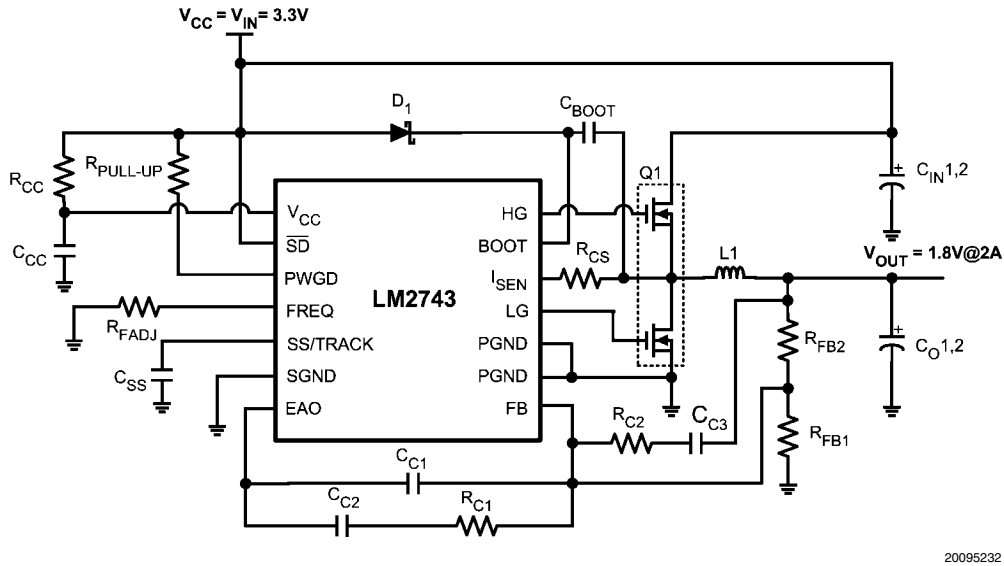 VCC = VIN= 3.3V
D1
CBOOT
RCC
RPULL-UP
Q1
CIN1,2
CCC
VCC
SD
PWGD
FREQ
SS/TRACK
SGND
EAO
LM2743
HG
BOOT
ISEN
LG
PGND
PGND
FB
RCS
L1
VOUT = 1.8V@2A
RFADJ
CSS
RFB2
CO1,2
RC2
CC3
RFB1
CC1
CC2
RC1
20095232